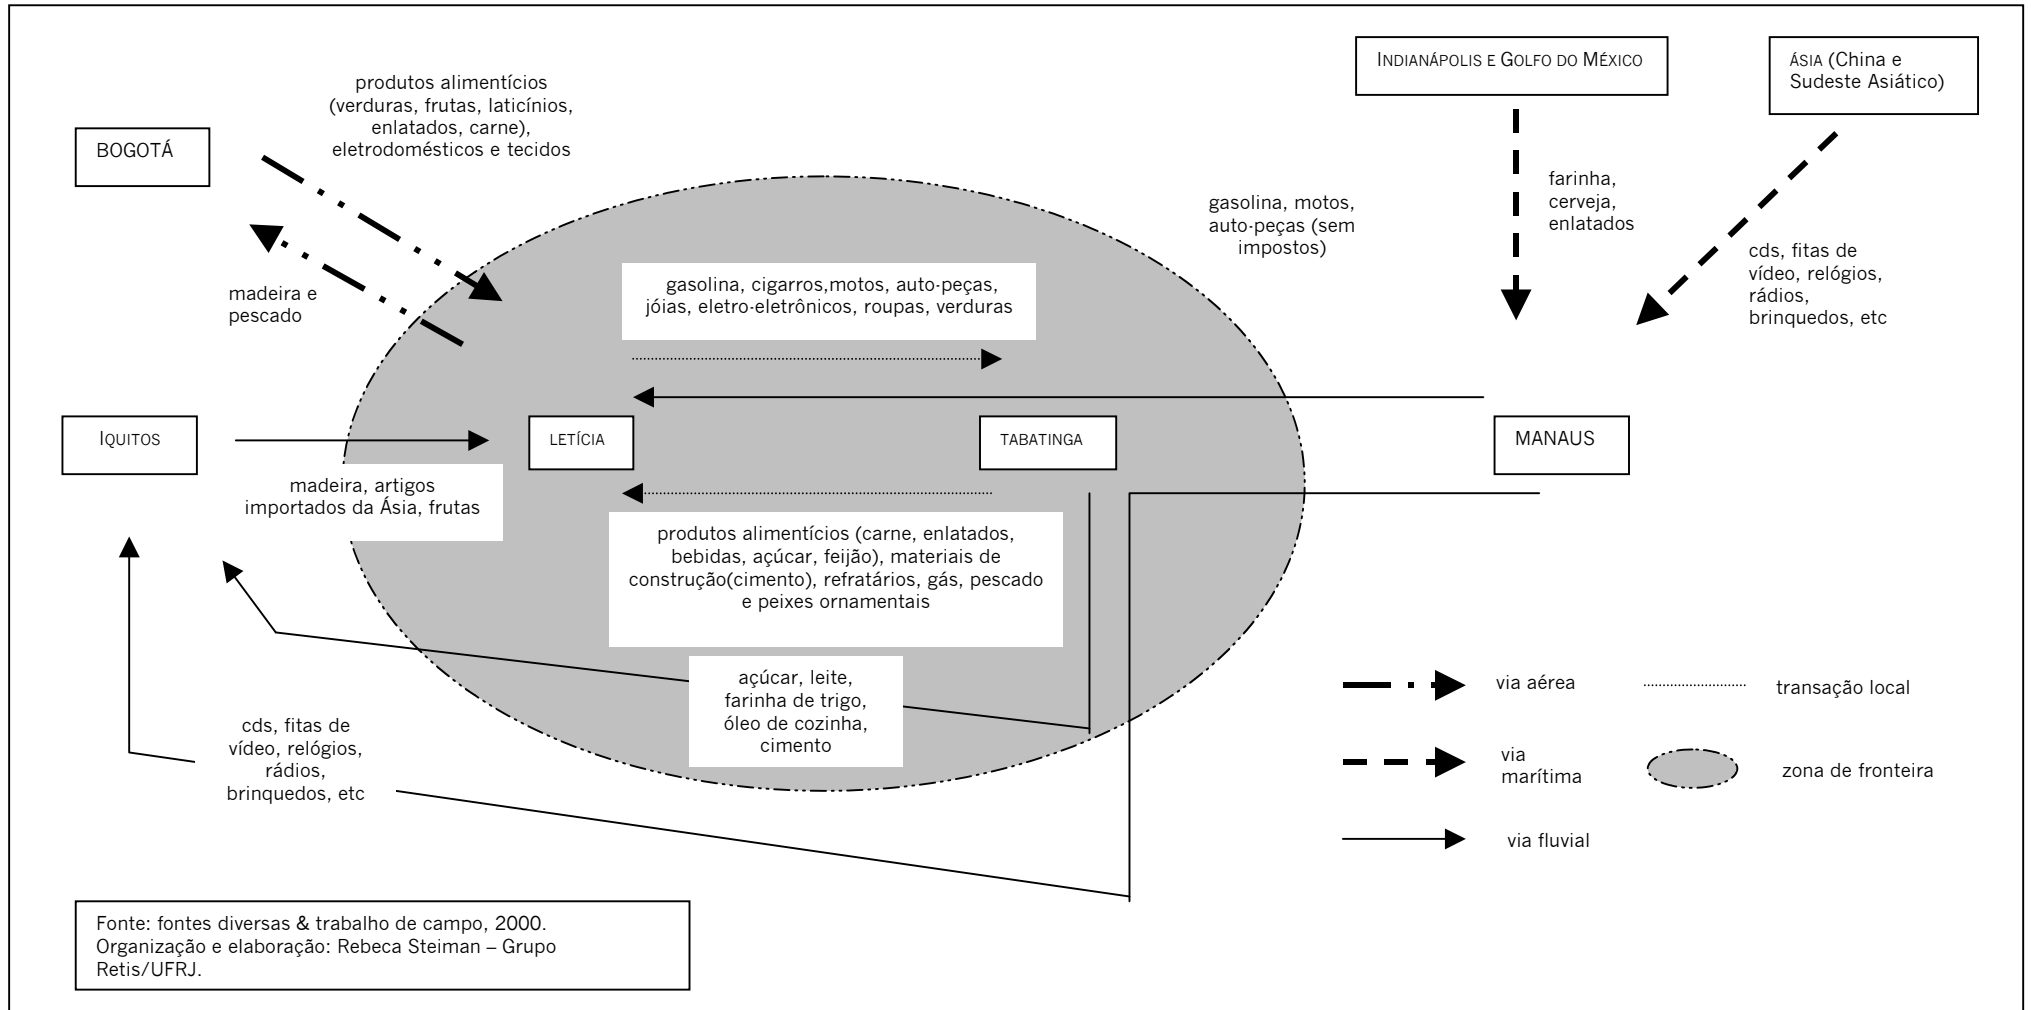 INDIANÁPOLIS E GOLFO DO MÉXICO
ÁSIA (China e
Sudeste Asiático)
produtos alimentícios
(verduras, frutas, laticínios,
enlatados, carne),
eletrodomésticos e tecidos
BOGOTÁ
farinha,
cerveja,
enlatados
gasolina, motos,
auto-peças (sem
impostos)
cds, fitas de
vídeo, relógios,
rádios,
brinquedos, etc
madeira e
pescado
gasolina, cigarros,motos, auto-peças,
jóias, eletro-eletrônicos, roupas, verduras
IQUITOS
LETÍCIA
TABATINGA
MANAUS
madeira, artigos
importados da Ásia, frutas
produtos alimentícios (carne, enlatados,
bebidas, açúcar, feijão), materiais de
construção(cimento), refratários, gás, pescado
e peixes ornamentais
açúcar, leite,
farinha de trigo,
óleo de cozinha,
cimento
cds, fitas de
vídeo, relógios,
rádios,
brinquedos, etc
via aérea
transação local
via
marítima
zona de fronteira
via fluvial
Fonte: fontes diversas & trabalho de campo, 2000.
Organização e elaboração: Rebeca Steiman – Grupo
Retis/UFRJ.